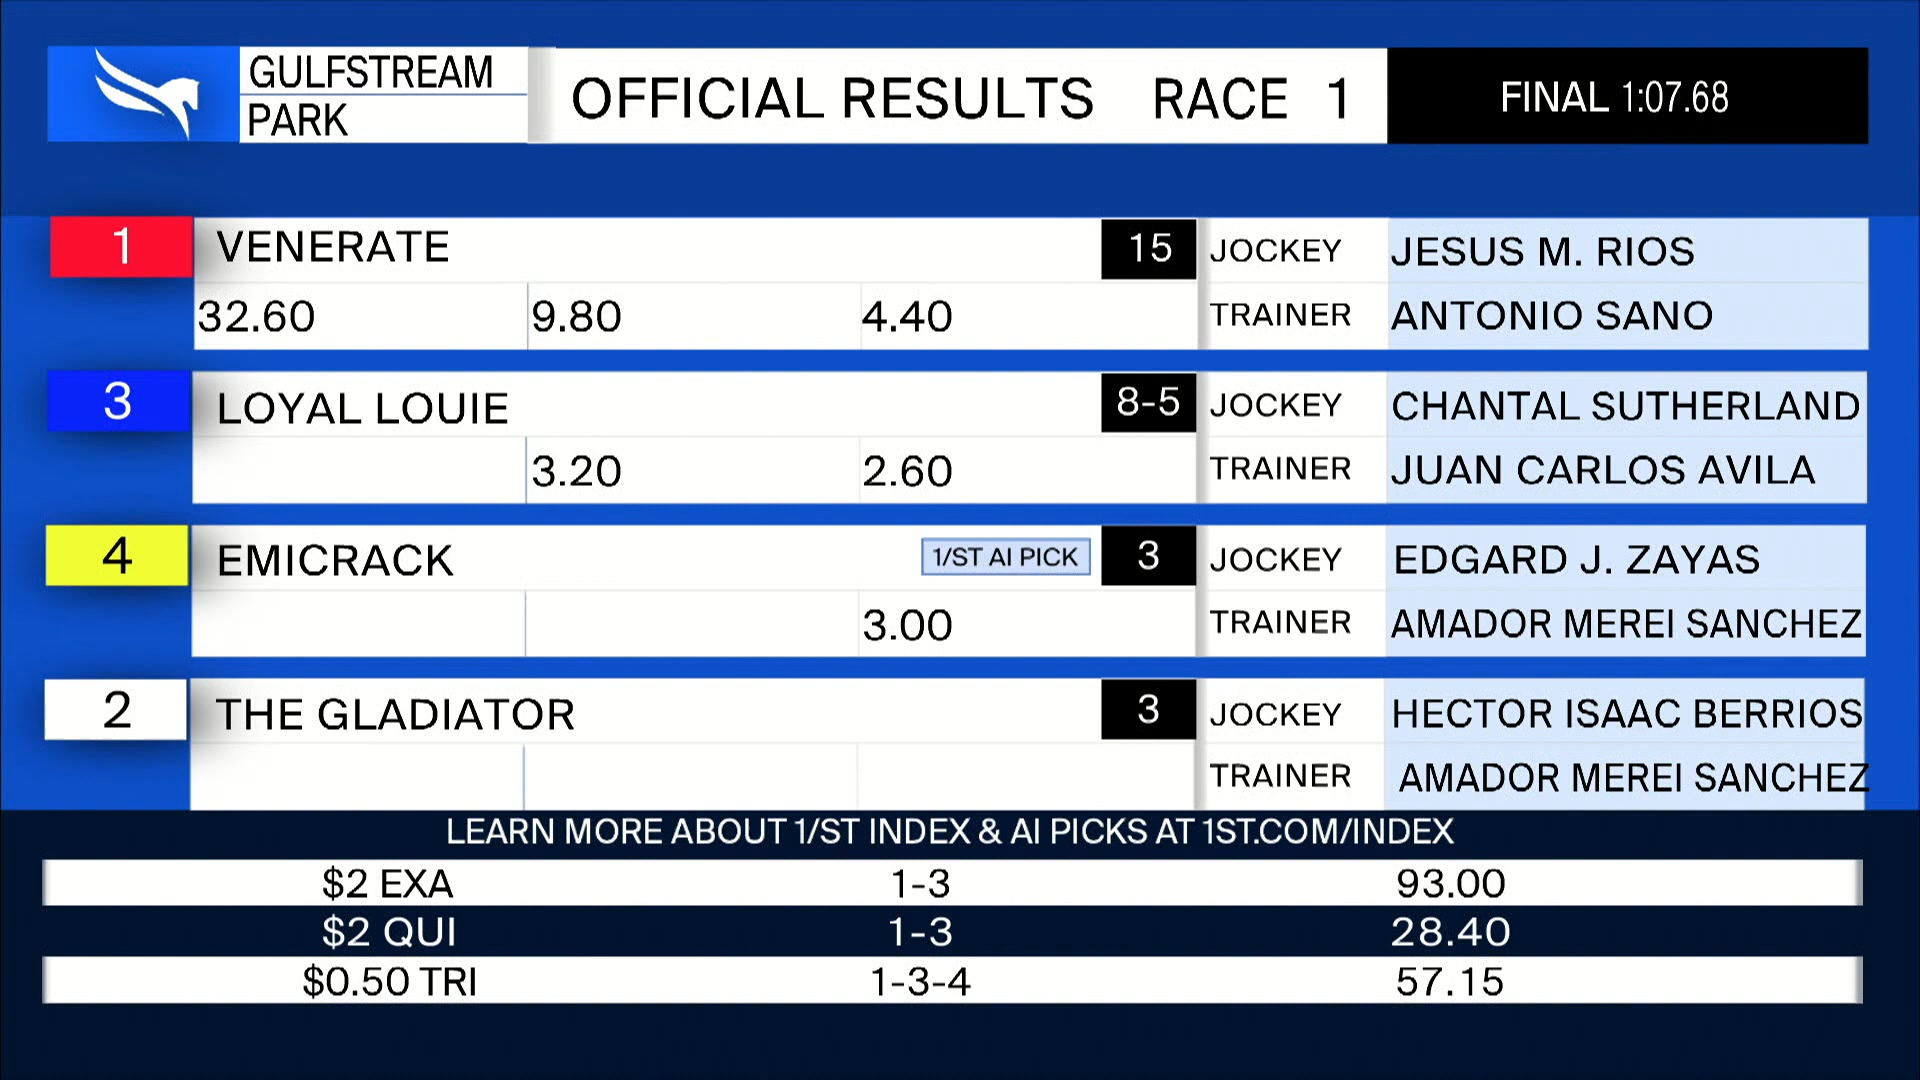 GULFSTREAM
PARK
OFFICIAL RESULTS RACE 1
FINAL 1:07.68
1 VENERATE 15 JOCKEY JESUS M. RIOS
32.60 9.80 4.40 TRAINER ANTONIO SANO
3 LOYAL LOUIE 8-5 JOCKEY CHANTAL SUTHERLAND
3.20 2.60 TRAINER JUAN CARLOS AVILA
4 EMICRACK 1/ST AI PICK 3 JOCKEY EDGARD J. ZAYAS
3.00 TRAINER AMADOR MEREI SANCHEZ
2 THE GLADIATOR 3 JOCKEY HECTOR ISAAC BERRIOS
TRAINER AMADOR MEREI SANCHEZ
LEARN MORE ABOUT 1/ST INDEX & AI PICKS AT 1ST.COM/INDEX
$2 EXA 1-3 93.00
$2 QUI 1-3 28.40
$0.50 TRI 1-3-4 57.15